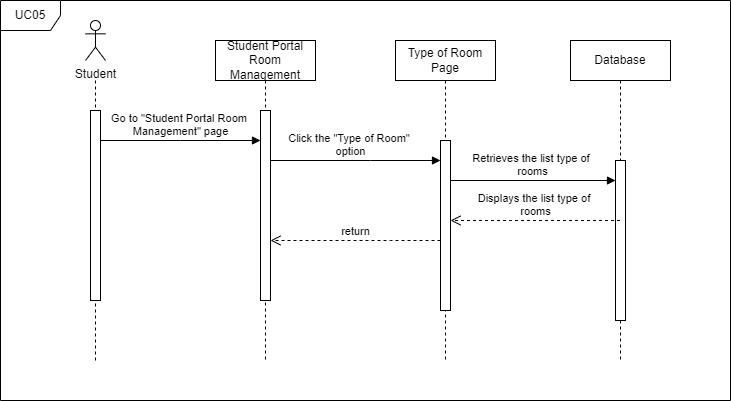 UC05
Student
Student Portal
Room
Management
Type of Room
Page
Database
Go to "Student Portal Room
Management" page
Click the "Type of Room"
option
Retrieves the list type of
rooms
Displays the list type of
rooms
return